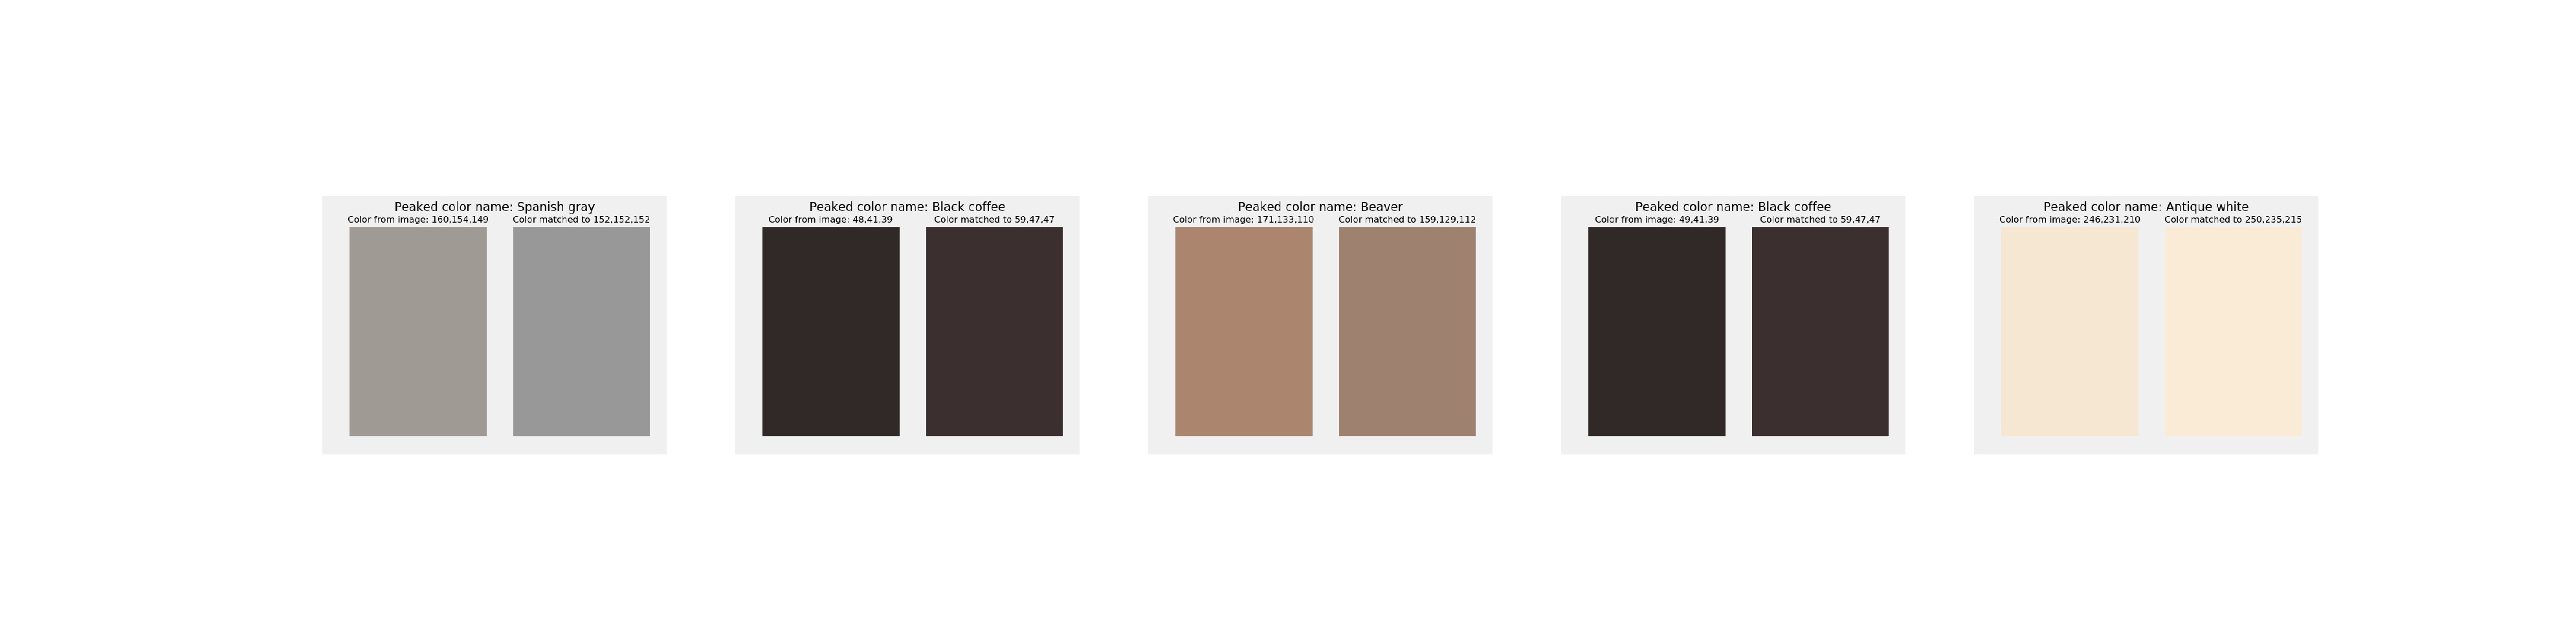 Peaked color name: Spanish gray
Color from image: 160,154,149
Color matched to 152,152,152
Peaked color name: Black coffee
Color from image: 48,41,39
Color matched to 59,47,47
Peaked color name: Beaver
Color from image: 171,133,110
Color matched to 159,129,112
Peaked color name: Black coffee
Color from image: 49,41,39
Color matched to 59,47,47
Peaked color name: Antique white
Color from image: 246,231,210
Color matched to 250,235,215